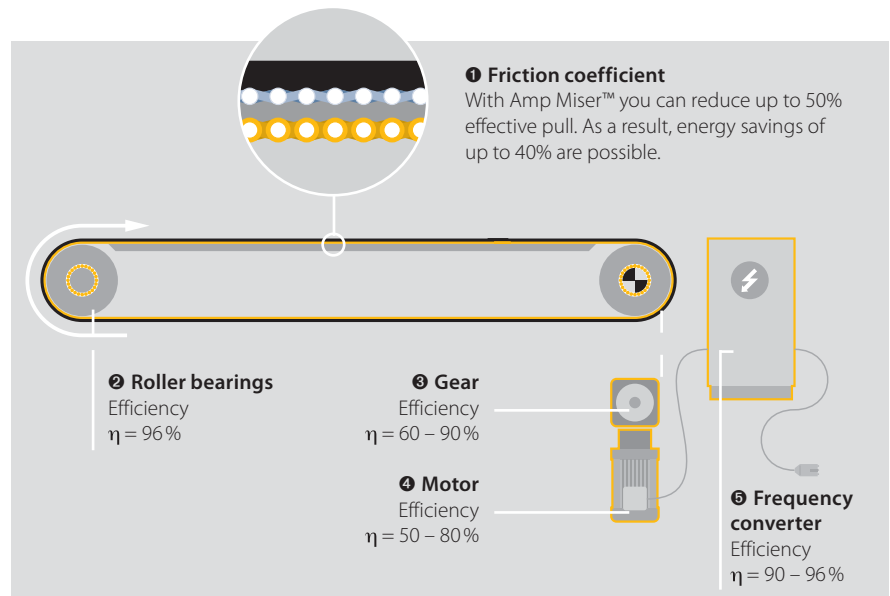 ❶ Friction coefficient
With Amp Miser™ you can reduce up to 50%
effective pull. As a result, energy savings of
up to 40% are possible.
❷ Roller bearings
Efficiency
η = 96 %
❸ Gear
Efficiency
η = 60 – 90 %
❹ Motor
Efficiency
η = 50 – 80 %
❺ Frequency
converter
Efficiency
η = 90 – 96 %